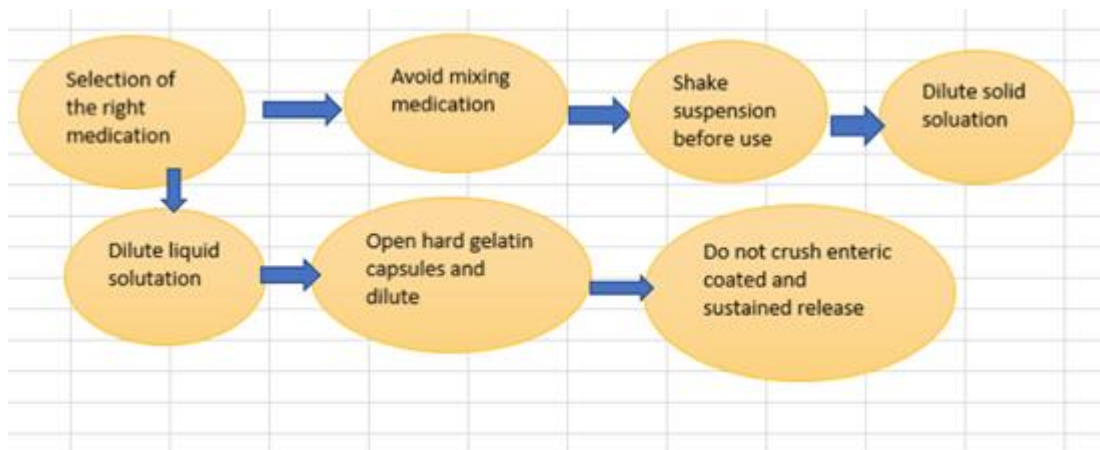 Selection of
the right
medication
Avoid mixing
medication
Shake
suspension
before use
Dilute solid
soluation
Dilute liquid
solutation
Open hard gelatin
capsules and
dilute
Do not crush enteric
coated and
sustained release